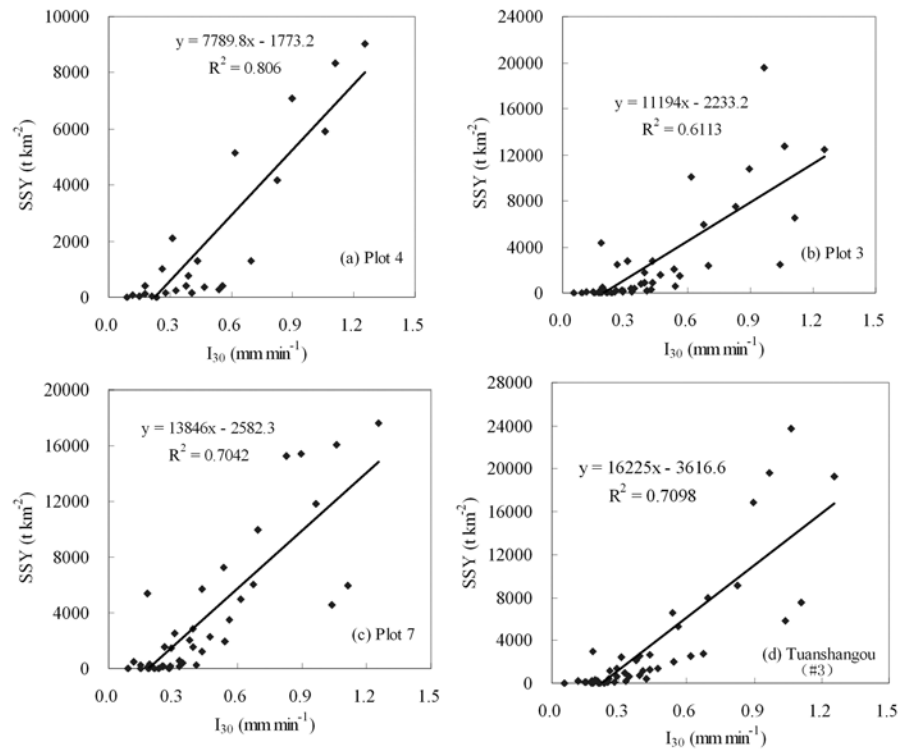 10000
8000
6000
4000
2000
0
SSY (t km⁻²)
y = 7789.8x - 1773.2
R² = 0.806
(a) Plot 4
0.0 0.3 0.6 0.9 1.2 1.5
I₃₀ (mm min⁻¹)
24000
20000
16000
12000
8000
4000
0
SSY (t km⁻²)
y = 11194x - 2233.2
R² = 0.6113
(b) Plot 3
0.0 0.3 0.6 0.9 1.2 1.5
I₃₀ (mm min⁻¹)
20000
16000
12000
8000
4000
0
SSY (t km⁻²)
y = 13846x - 2582.3
R² = 0.7042
(c) Plot 7
0.0 0.3 0.6 0.9 1.2 1.5
I₃₀ (mm min⁻¹)
28000
24000
20000
16000
12000
8000
4000
0
SSY (t km⁻²)
y = 16225x - 3616.6
R² = 0.7098
(d) Tuanshangou
(#3)
0.0 0.3 0.6 0.9 1.2 1.5
I₃₀ (mm min⁻¹)